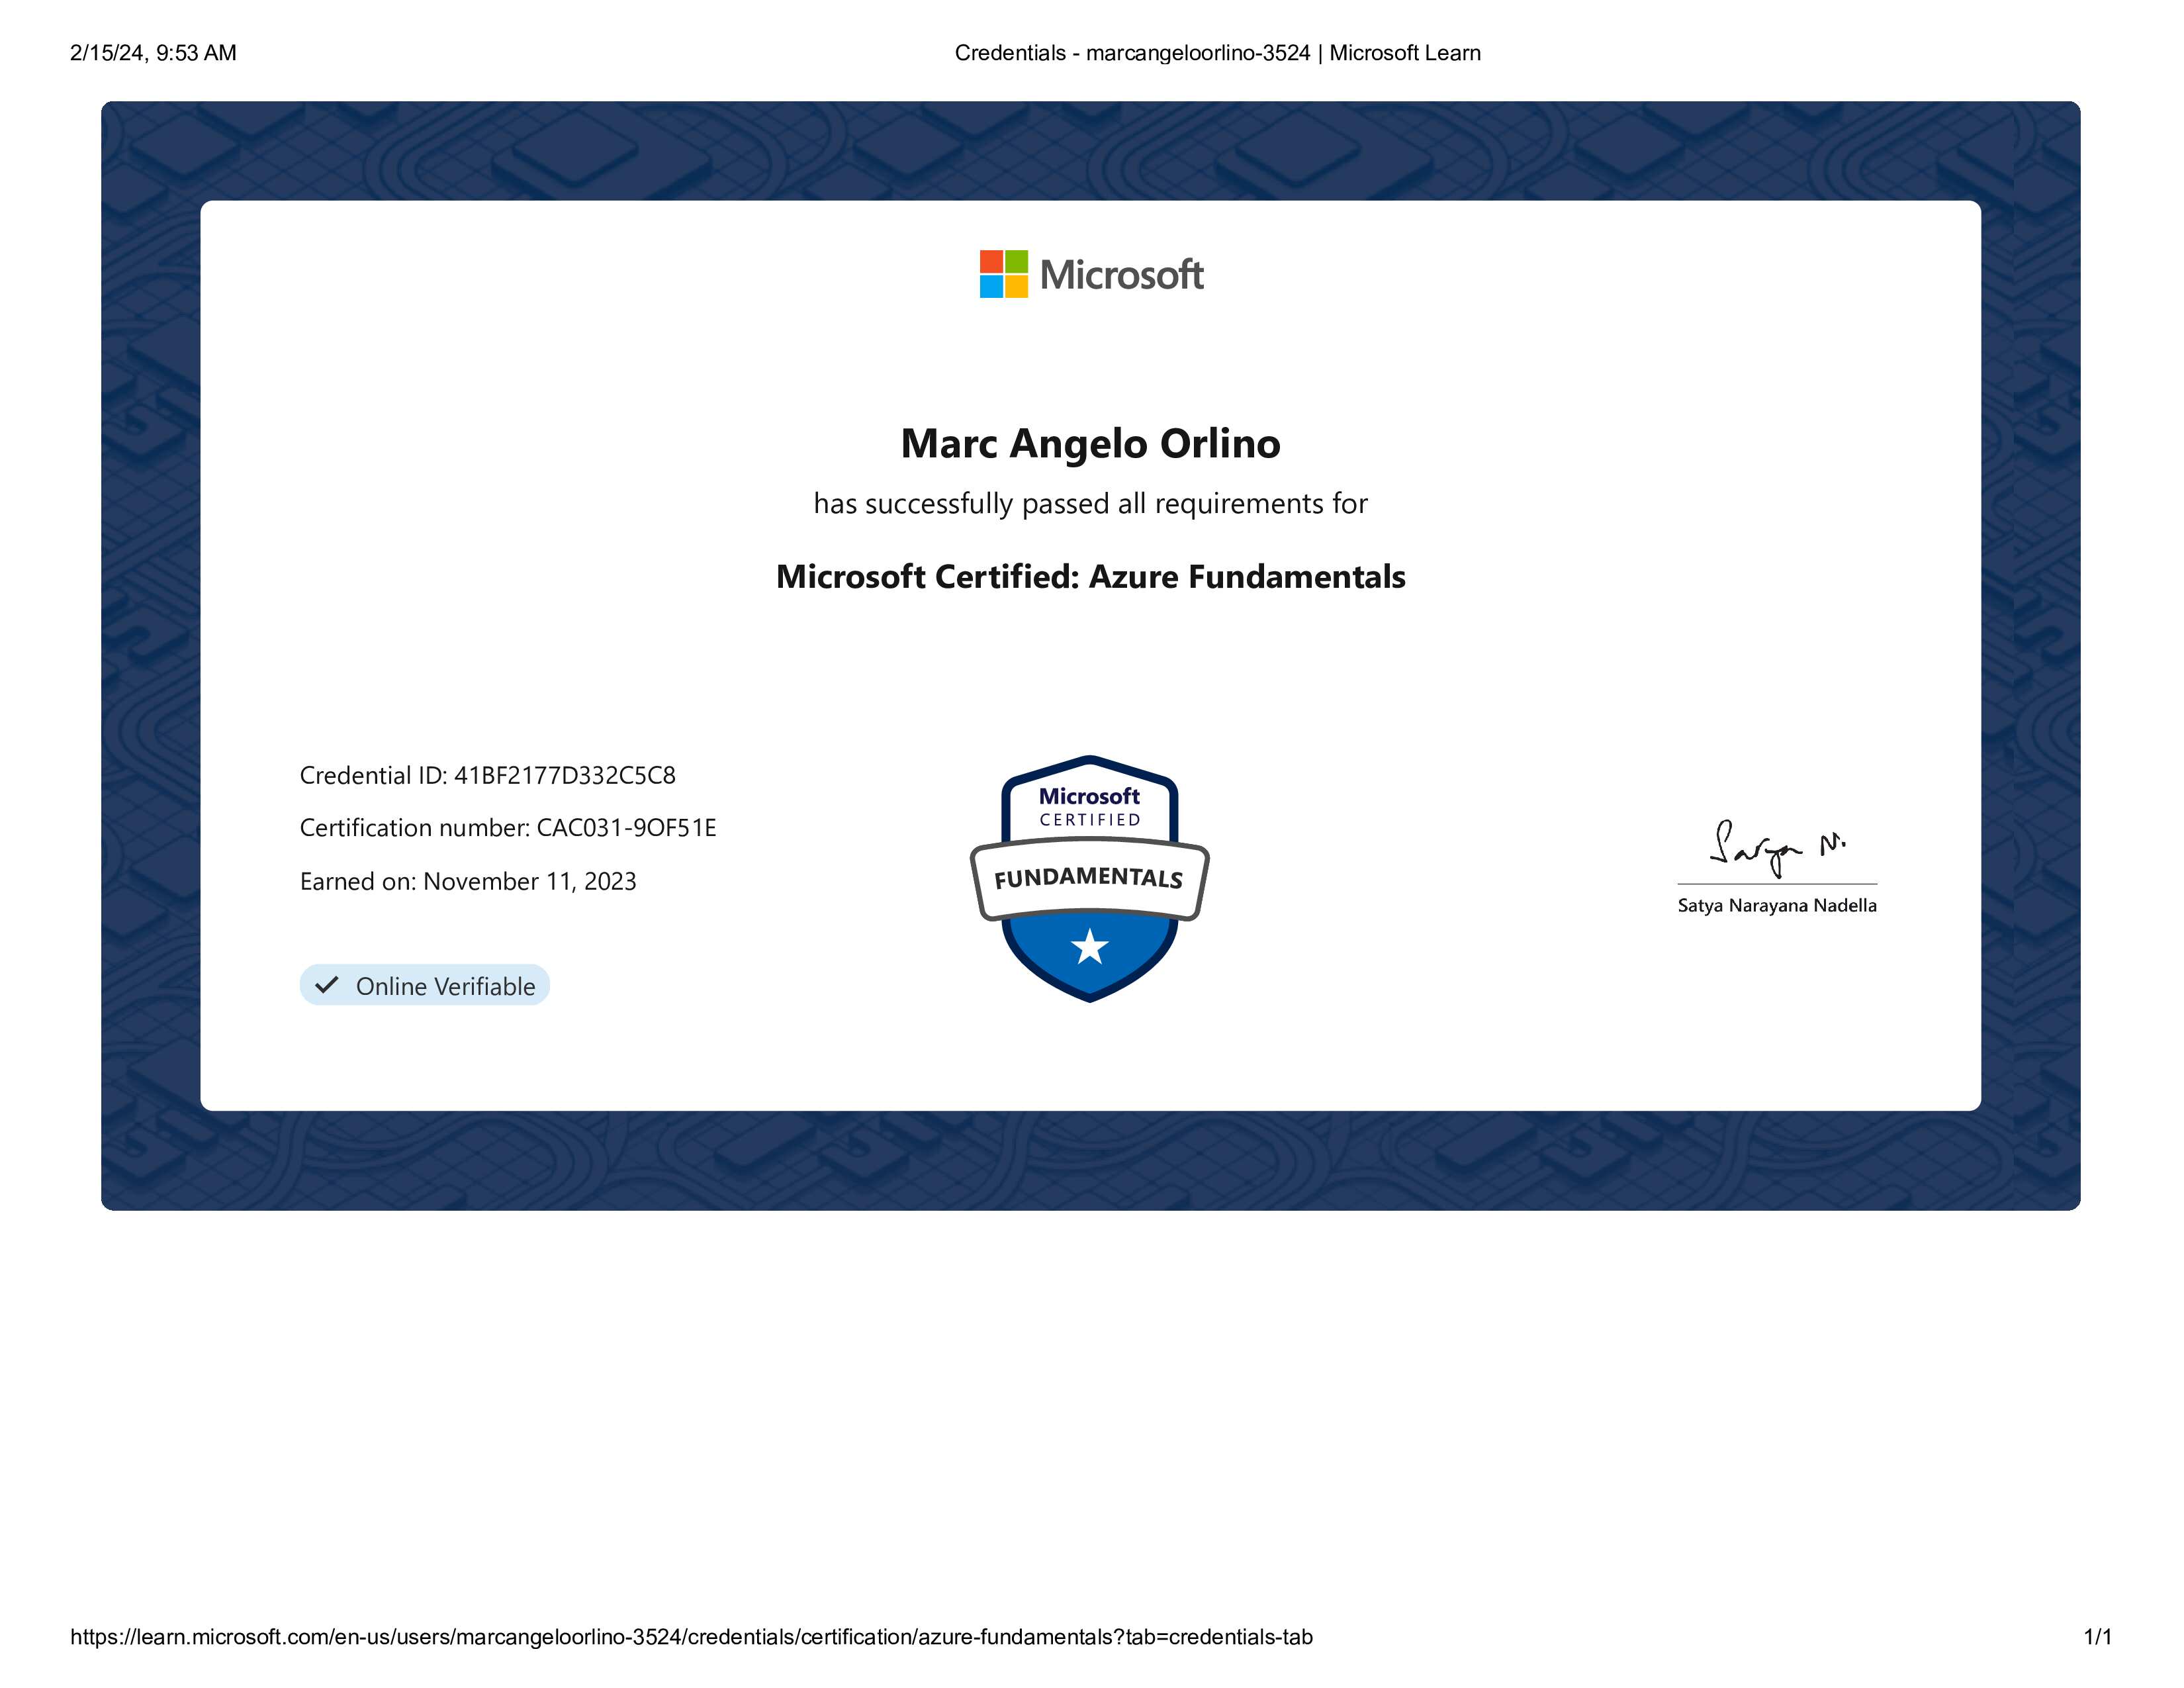 2/15/24, 9:53 AM
Credentials - marcangeloorlino-3524 | Microsoft Learn
Microsoft
Marc Angelo Orlino
has successfully passed all requirements for
Microsoft Certified: Azure Fundamentals
Credential ID: 41BF2177D332C5C8
Certification number: CAC031-9OF51E
Earned on: November 11, 2023
Online Verifiable
Microsoft
CERTIFIED
FUNDAMENTALS
Satya N.
Satya Narayana Nadella
https://learn.microsoft.com/en-us/users/marcangeloorlino-3524/credentials/certification/azure-fundamentals?tab=credentials-tab
1/1